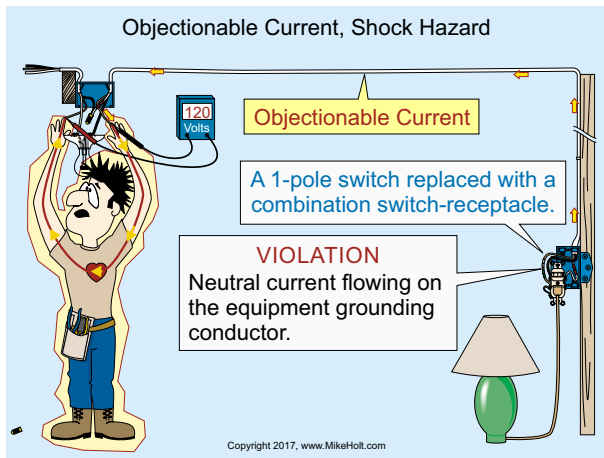 Objectionable Current, Shock Hazard
120
Volts
Objectionable Current
A 1-pole switch replaced with a
combination switch-receptacle.
VIOLATION
Neutral current flowing on
the equipment grounding
conductor.
Copyright 2017, www.MikeHolt.com